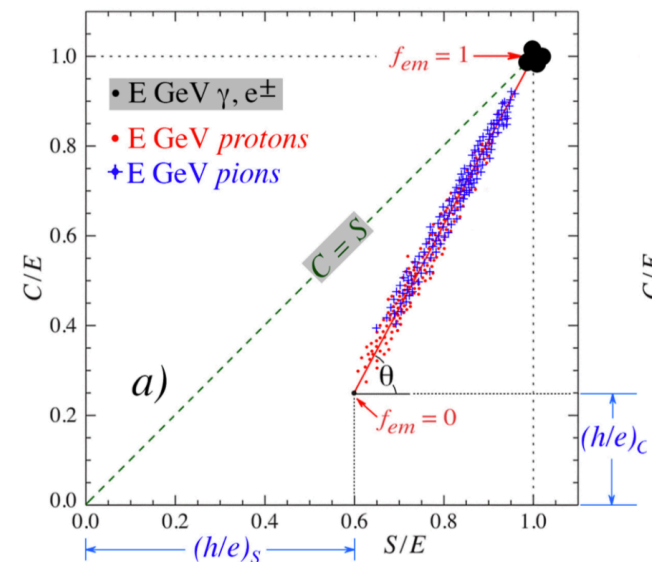 1.0
0.8
0.6
0.4
0.2
0.0
C/E
f_em = 1
• E GeV γ, e±
• E GeV protons
+ E GeV pions
C = S
a)
θ
f_em = 0
(h/e)_C
C/E
0.0 0.2 0.4 0.6 0.8 1.0
(h/e)_S
S/E